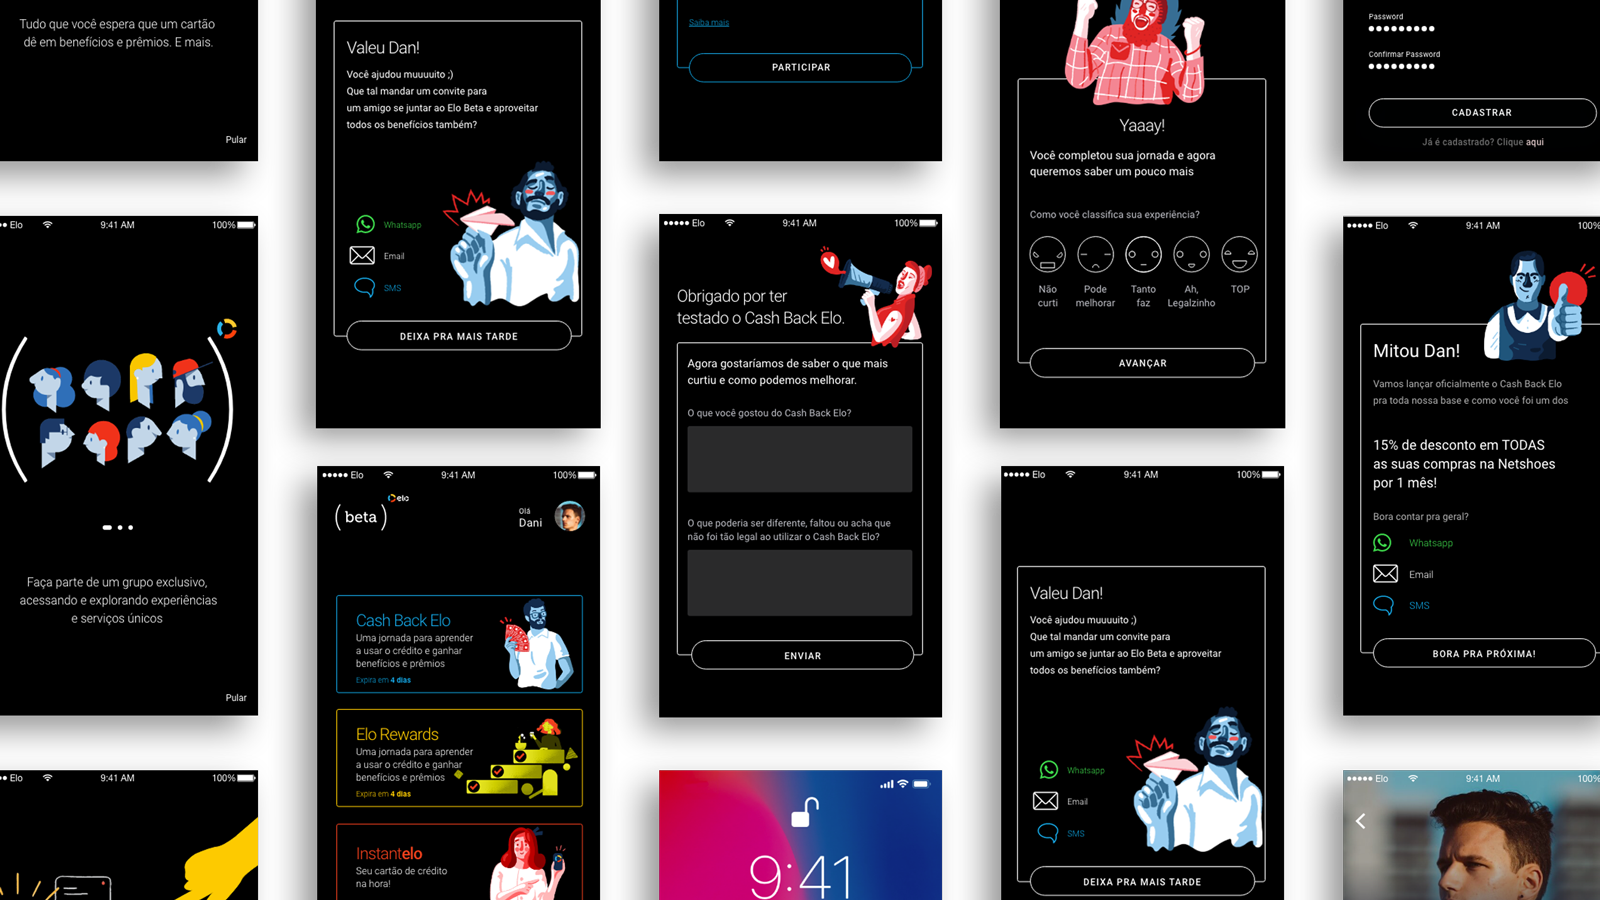 Tudo que você espera que um cartão
dê em benefícios e prêmios. E mais.
Pular
Elo
9:41 AM
100%
Faça parte de um grupo exclusivo,
acessando e explorando experiências
e serviços únicos
Pular
Elo
9:41 AM
100%
Valeu Dan!
Você ajudou muuuuito ;)
Que tal mandar um convite para
um amigo se juntar ao Elo Beta e aproveitar
todos os benefícios também?
Whatsapp
Email
SMS
DEIXA PRA MAIS TARDE
Elo
9:41 AM
100%
elo
(beta)
Olá
Dani
Cash Back Elo
Uma jornada para aprender
a usar o crédito e ganhar
benefícios e prêmios
Expira em 4 dias
Elo Rewards
Uma jornada para aprender
a usar o crédito e ganhar
benefícios e prêmios
Expira em 4 dias
Instantelo
Seu cartão de crédito
na hora!
Saiba mais
PARTICIPAR
Elo
9:41 AM
100%
Obrigado por ter
testado o Cash Back Elo.
Agora gostaríamos de saber o que mais
curtiu e como podemos melhorar.
O que você gostou do Cash Back Elo?
O que poderia ser diferente, faltou ou acha que
não foi tão legal ao utilizar o Cash Back Elo?
ENVIAR
9:41
Yaaay!
Você completou sua jornada e agora
queremos saber um pouco mais
Como você classifica sua experiência?
Não curti
Pode melhorar
Tanto faz
Ah, Legalzinho
TOP
AVANÇAR
Elo
9:41 AM
100%
Valeu Dan!
Você ajudou muuuuito ;)
Que tal mandar um convite para
um amigo se juntar ao Elo Beta e aproveitar
todos os benefícios também?
Whatsapp
Email
SMS
DEIXA PRA MAIS TARDE
Password
Confirmar Password
CADASTRAR
Já é cadastrado? Clique aqui
Elo
9:41 AM
100%
Mitou Dan!
Vamos lançar oficialmente o Cash Back Elo
pra toda nossa base e como você foi um dos
15% de desconto em TODAS
as suas compras na Netshoes
por 1 mês!
Bora contar pra geral?
Whatsapp
Email
SMS
BORA PRA PRÓXIMA!
Elo
9:41 AM
100%